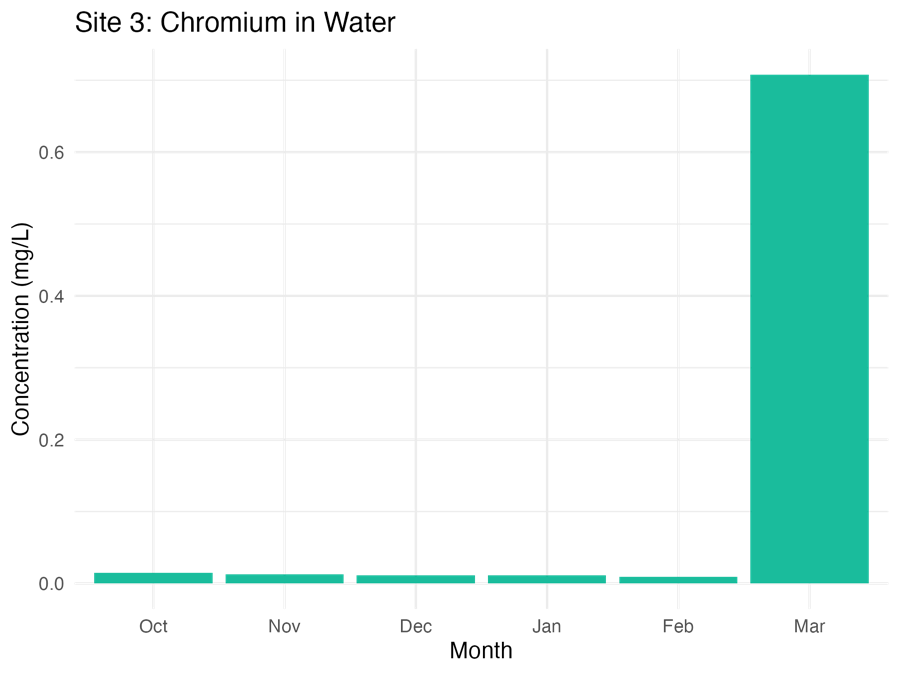 Site 3: Chromium in Water
Concentration (mg/L)
0.6
0.4
0.2
0.0
Oct Nov Dec Jan Feb Mar
Month